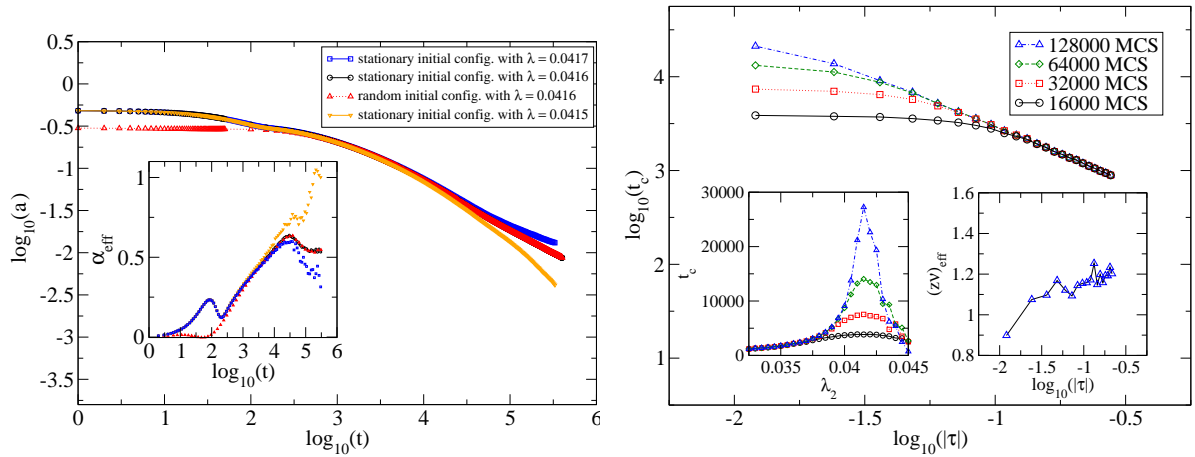 stationary initial config. with λ = 0.0417
stationary initial config. with λ = 0.0416
random initial config. with λ = 0.0416
stationary initial config. with λ = 0.0415
0.5
0
-0.5
-1.0
-1.5
-2.0
-2.5
-3.0
-3.5
log10(a)
0 1 2 3 4 5 6
log10(t)
1
0.5
0
αeff
0 1 2 3 4 5 6
log10(t)
128000 MCS
64000 MCS
32000 MCS
16000 MCS
5
4
3
2
1
log10(tc)
-2 -1.5 -1 -0.5
log10(|τ|)
30000
20000
10000
0
tc
0.035 0.04 0.045
λ2
1.6
1.4
1.2
1
0.8
(zν)eff
-2 -1.5 -1 -0.5 0
log10(|τ|)